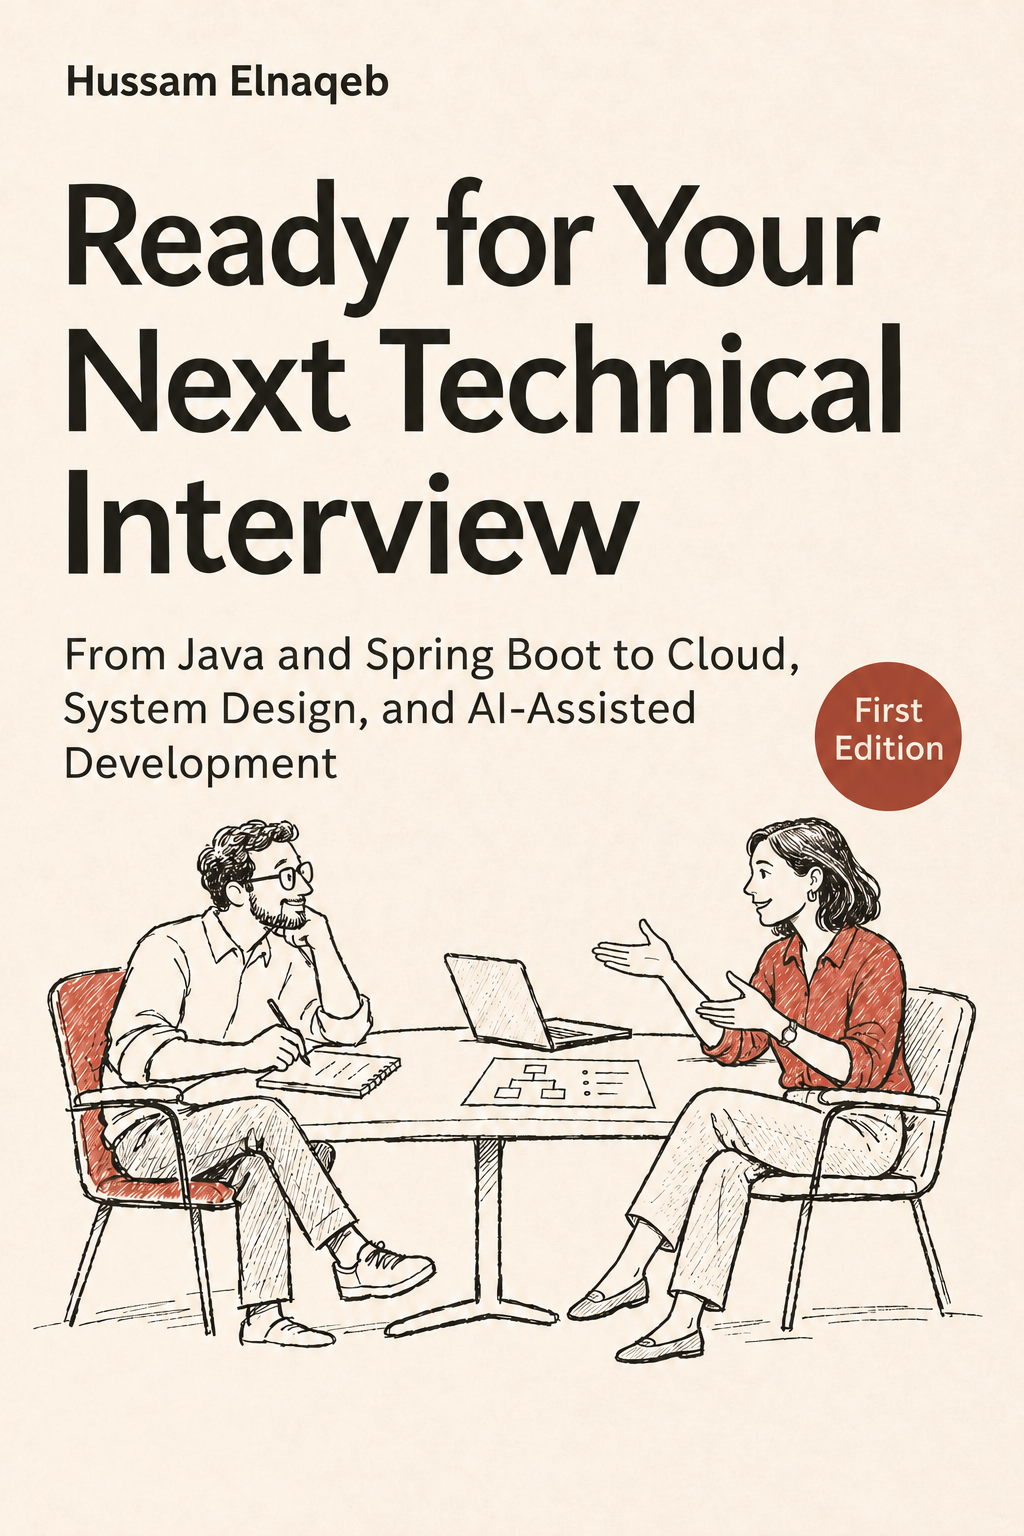 Hussam Elnaqeb
Ready for Your
Next Technical
Interview
From Java and Spring Boot to Cloud,
System Design, and AI-Assisted
Development
First
Edition